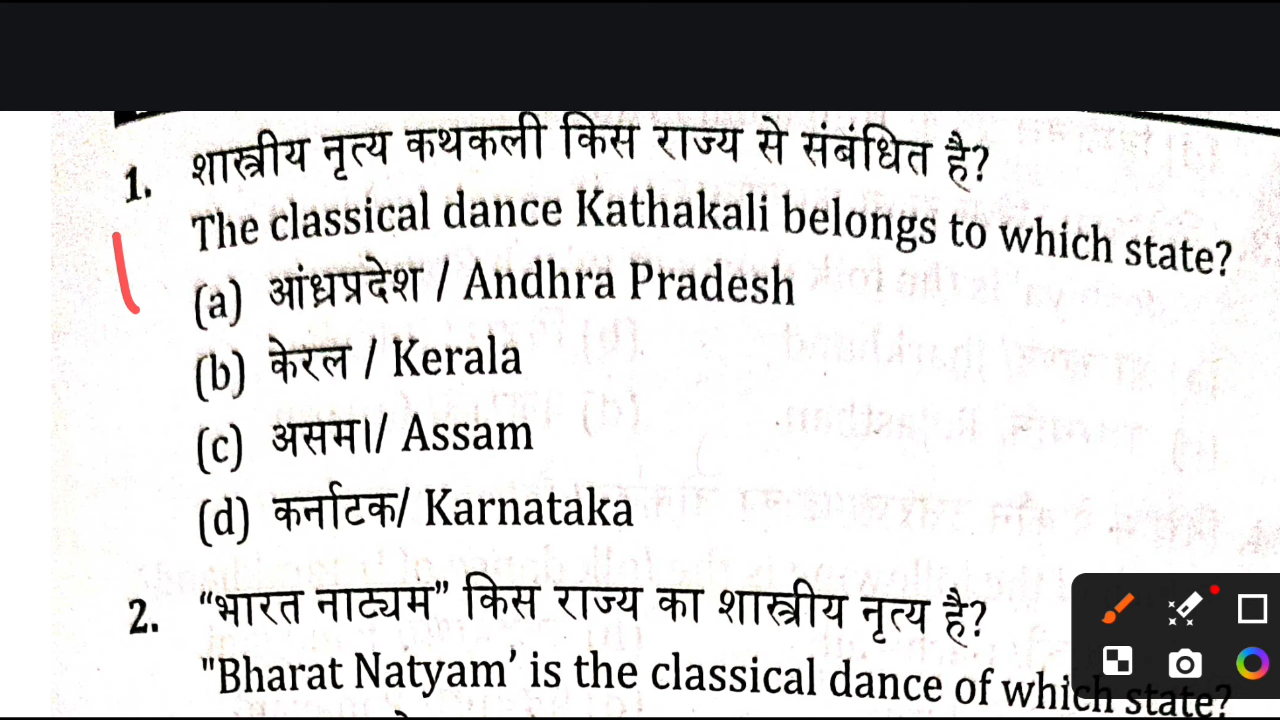 1. शास्त्रीय नृत्य कथकली किस राज्य से संबंधित है?
The classical dance Kathakali belongs to which state?
(a) आंध्रप्रदेश / Andhra Pradesh
(b) केरल / Kerala
(c) असम।/ Assam
(d) कर्नाटक/ Karnataka
2. “भारत नाट्यम” किस राज्य का शास्त्रीय नृत्य है?
"Bharat Natyam’ is the classical dance of which state?